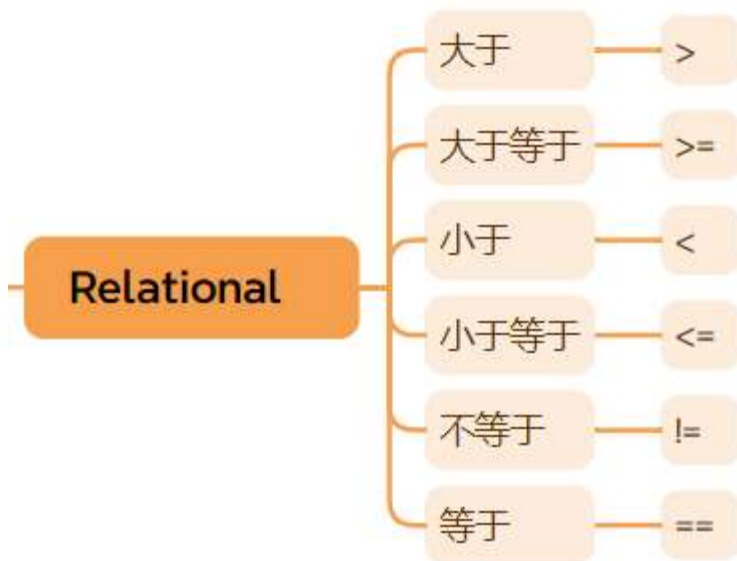 Relational
大于
>
大于等于
>=
小于
<
小于等于
<=
不等于
!=
等于
==